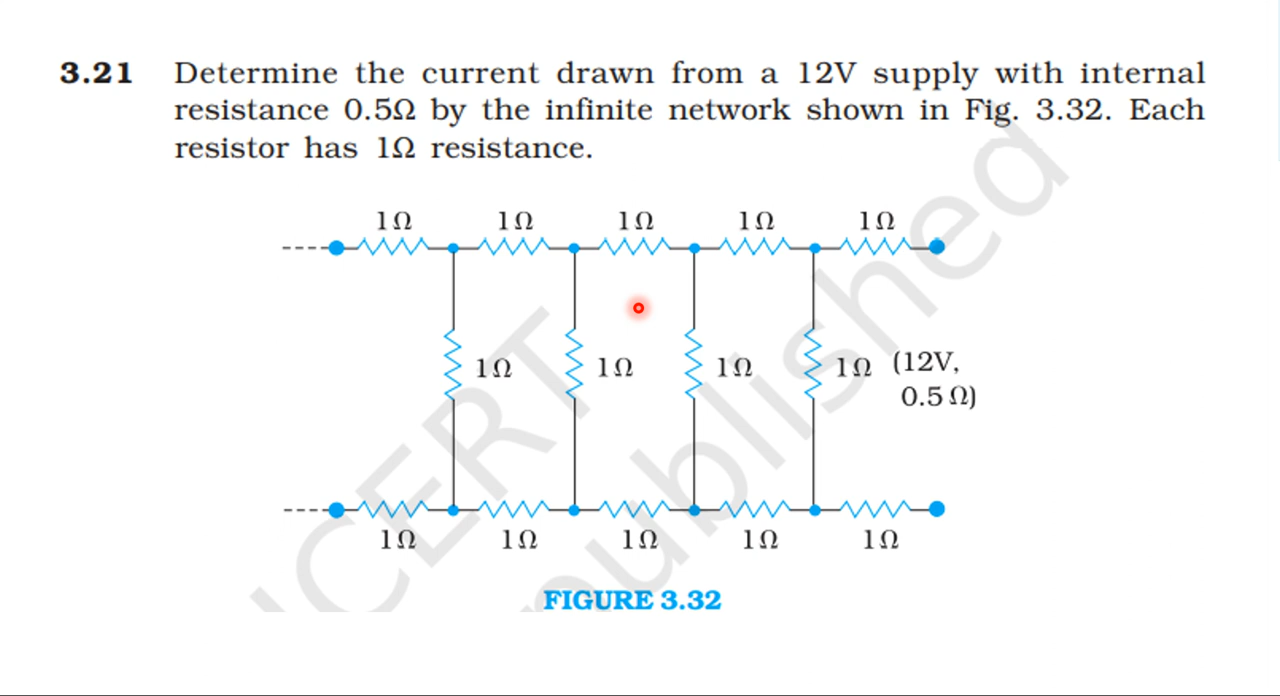 3.21 Determine the current drawn from a 12V supply with internal
resistance 0.5Ω by the infinite network shown in Fig. 3.32. Each
resistor has 1Ω resistance.
1Ω 1Ω 1Ω 1Ω 1Ω
1Ω 1Ω 1Ω 1Ω (12V,
0.5 Ω)
1Ω 1Ω 1Ω 1Ω 1Ω
FIGURE 3.32
NCERT
published